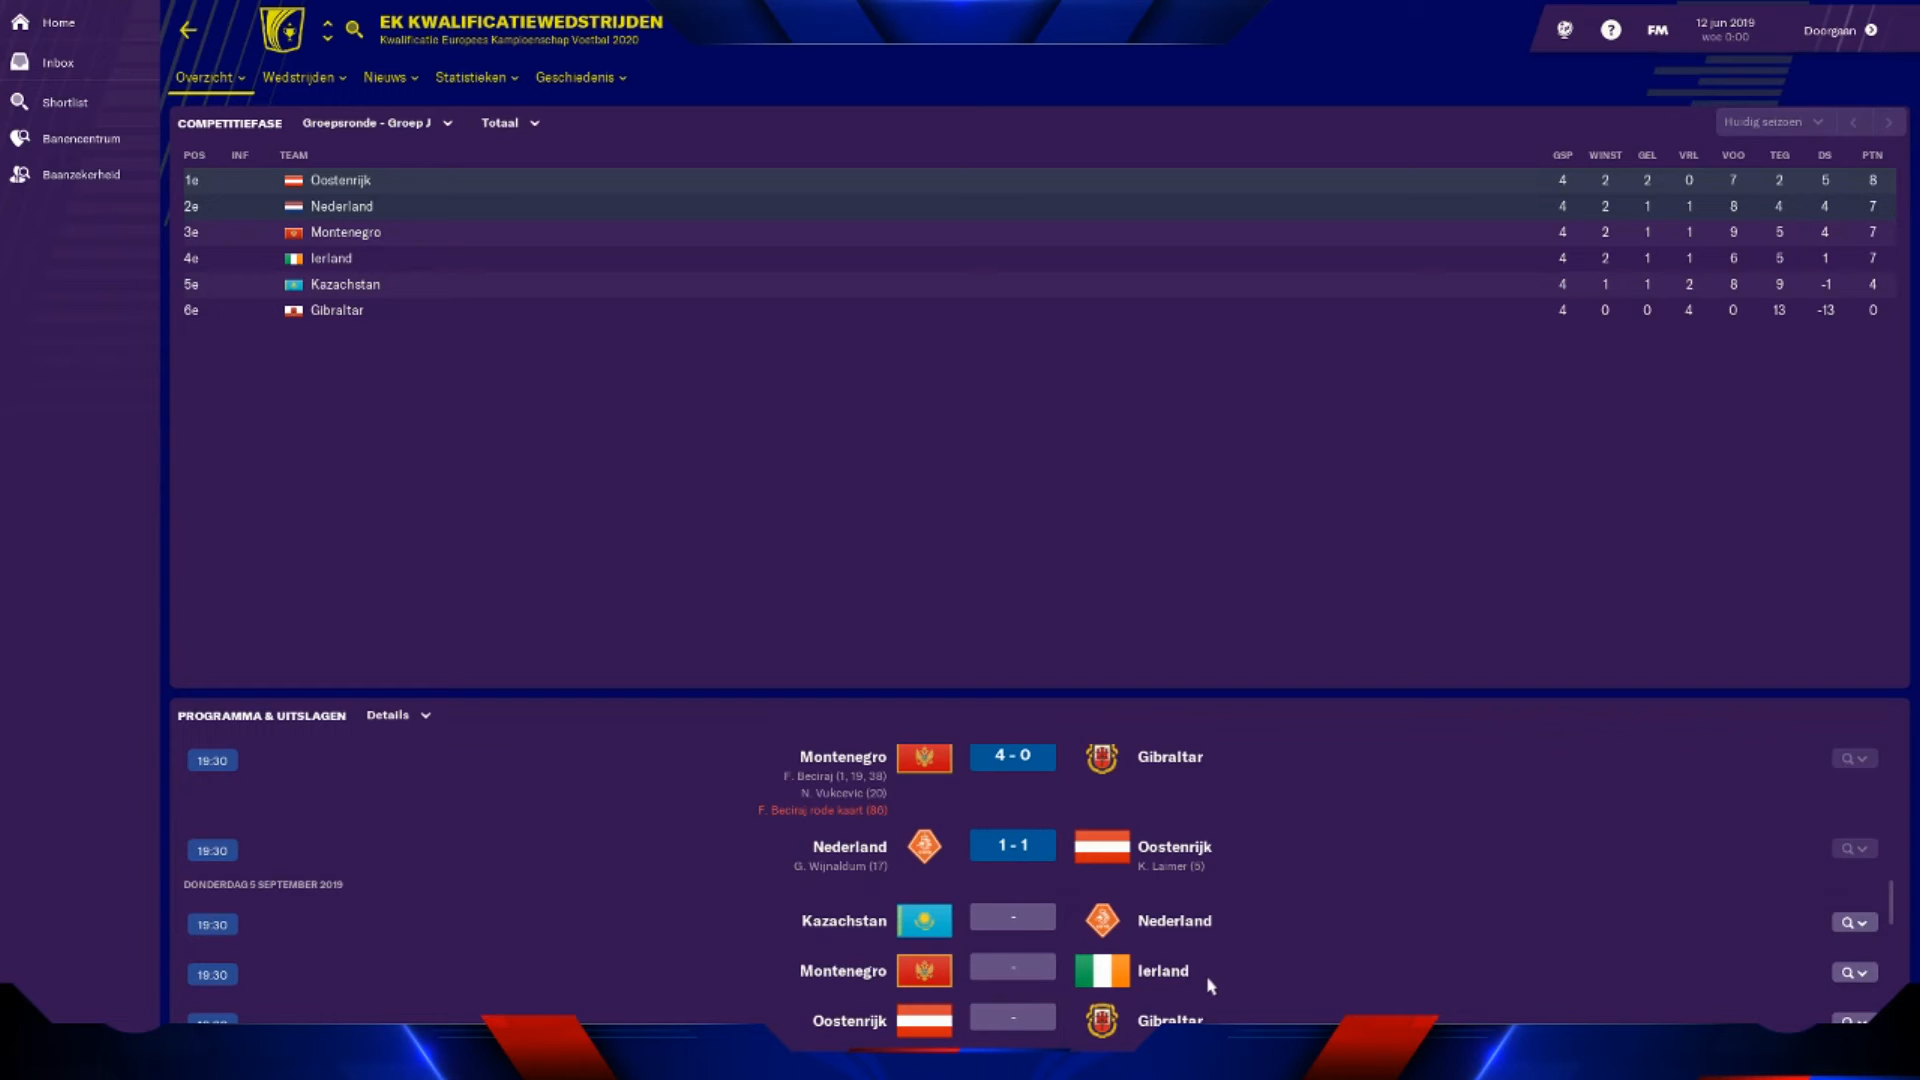 Home
Inbox
Shortlist
Banencentrum
Baanzekerheid
EK KWALIFICATIEWEDSTRIJDEN
Kwalificatie Europees Kampioenschap Voetbal 2020
FM 12 jun 2019 Doorgaan
woe 0:00
Overzicht Wedstrijden Nieuws Statistieken Geschiedenis
COMPETITIEFASE Groepsronde - Groep J Totaal Huidig seizoen
POS INF TEAM GSP WINST GEL VRL VOO TEG DS PTN
1e Oostenrijk 4 2 2 0 7 2 5 8
2e Nederland 4 2 1 1 8 4 4 7
3e Montenegro 4 2 1 1 9 5 4 7
4e Ierland 4 2 1 1 6 5 1 7
5e Kazachstan 4 1 1 2 8 9 -1 4
6e Gibraltar 4 0 0 4 0 13 -13 0
PROGRAMMA & UITSLAGEN Details
19:30 Montenegro 4 - 0 Gibraltar
F. Beciraj (1, 19, 38)
N. Vukcevic (20)
F. Beciraj rode kaart (86)
19:30 Nederland 1 - 1 Oostenrijk
G. Wijnaldum (17) K. Laimer (5)
DONDERDAG 5 SEPTEMBER 2019
19:30 Kazachstan - Nederland
19:30 Montenegro - Ierland
Oostenrijk - Gibraltar